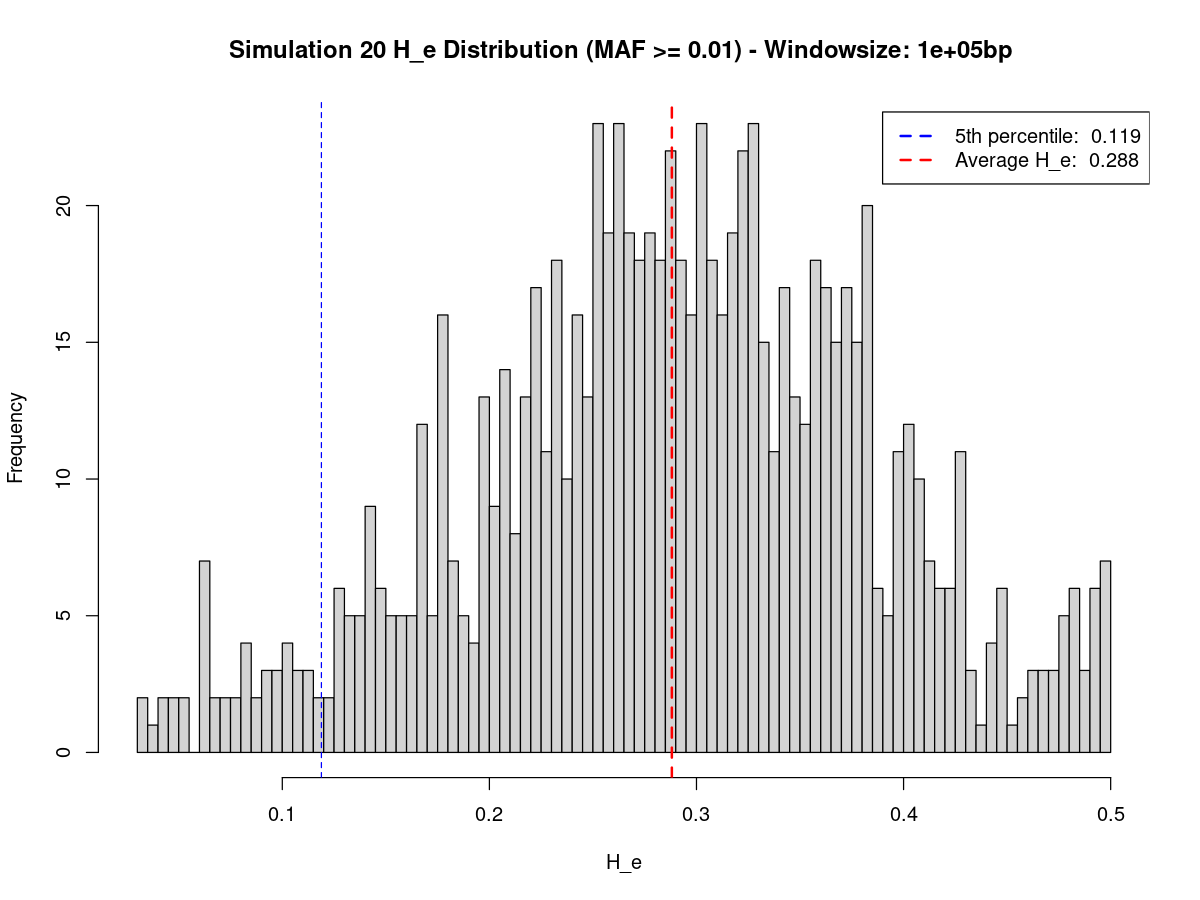 Simulation 20 H_e Distribution (MAF >= 0.01) - Windowsize: 1e+05bp
5th percentile:  0.119
Average H_e:  0.288
Frequency
20
15
10
5
0
0.1 0.2 0.3 0.4 0.5
H_e